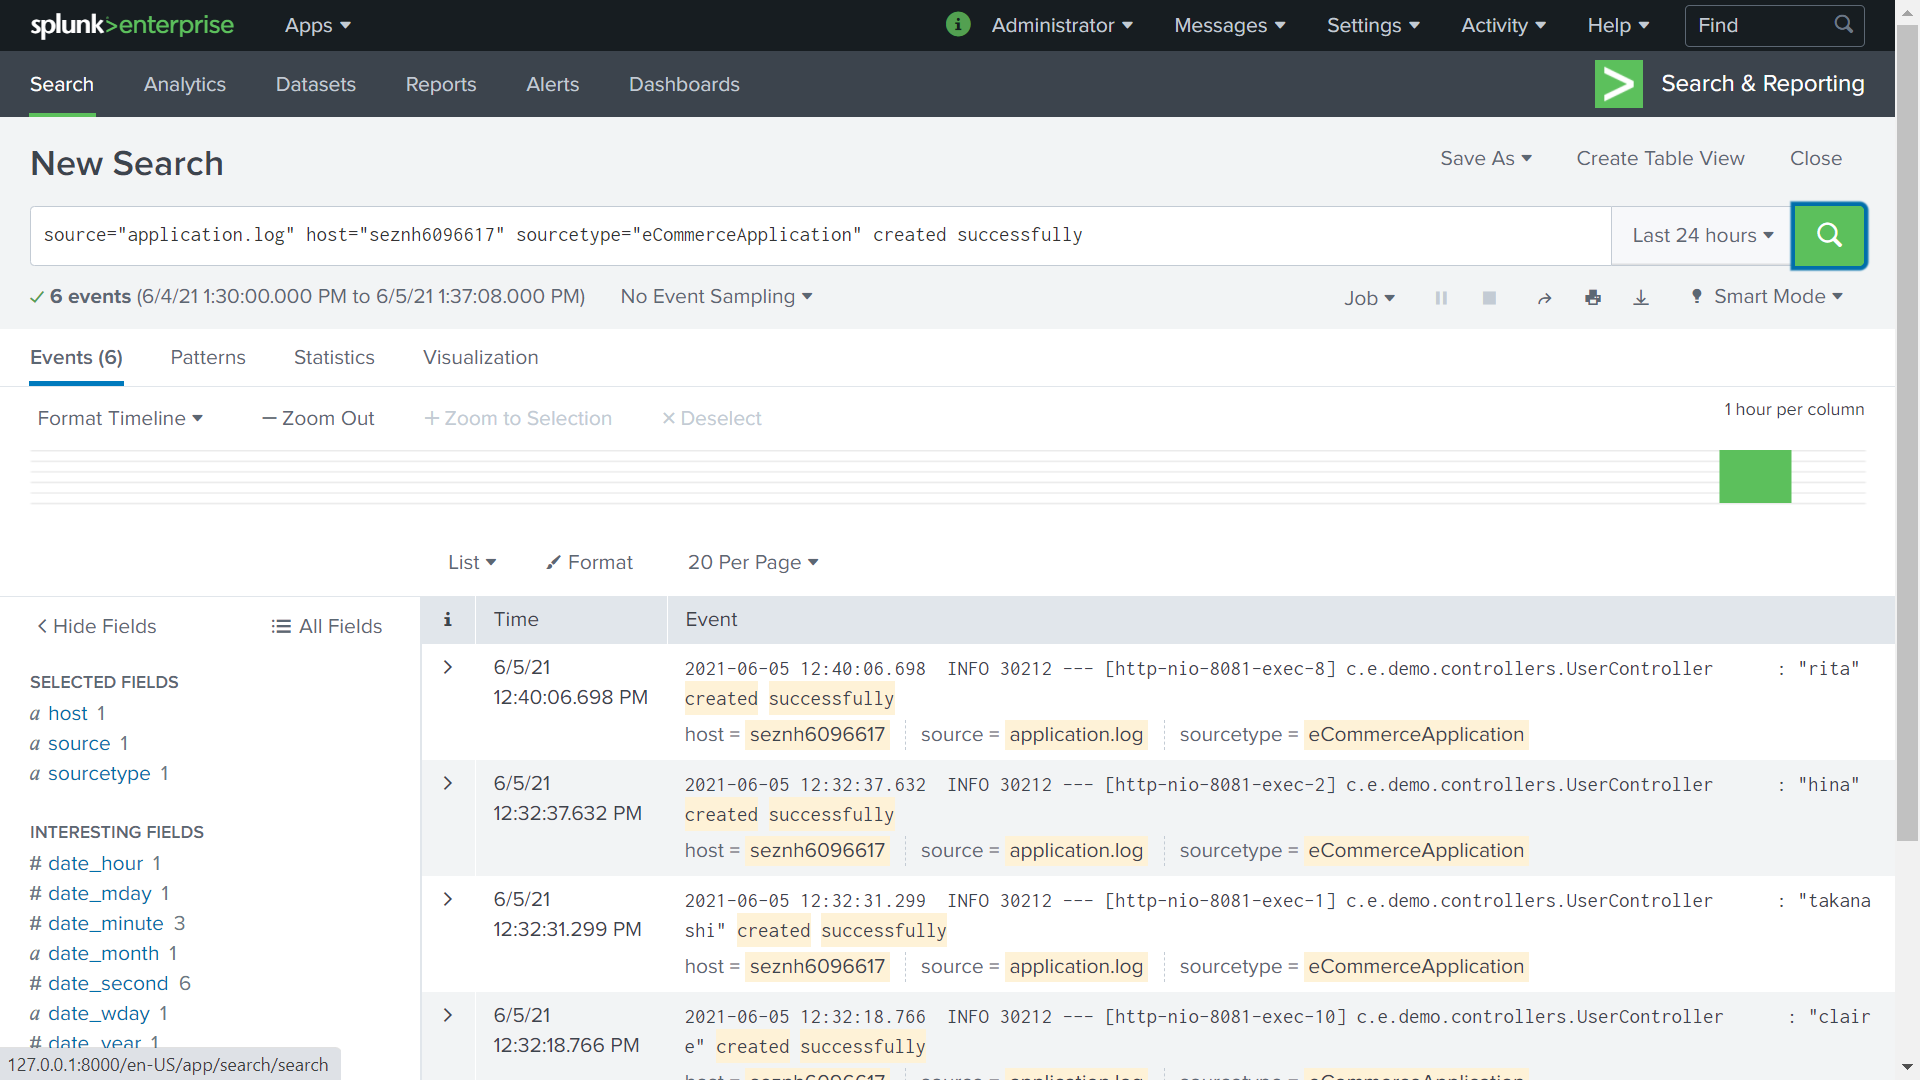 splunk>enterprise Apps Administrator Messages Settings Activity Help Find
Search Analytics Datasets Reports Alerts Dashboards Search & Reporting
New Search Save As Create Table View Close
source="application.log" host="seznh6096617" sourcetype="eCommerceApplication" created successfully Last 24 hours
6 events (6/4/21 1:30:00.000 PM to 6/5/21 1:37:08.000 PM) No Event Sampling Job Smart Mode
Events (6) Patterns Statistics Visualization
Format Timeline — Zoom Out + Zoom to Selection × Deselect 1 hour per column
List Format 20 Per Page
< Hide Fields All Fields i Time Event
SELECTED FIELDS
a host 1
a source 1
a sourcetype 1
INTERESTING FIELDS
# date_hour 1
# date_mday 1
# date_minute 3
a date_month 1
# date_second 6
a date_wday 1
# date_year 1
6/5/21
12:40:06.698 PM
2021-06-05 12:40:06.698 INFO 30212 --- [http-nio-8081-exec-8] c.e.demo.controllers.UserController : "rita"
created successfully
host = seznh6096617 source = application.log sourcetype = eCommerceApplication
6/5/21
12:32:37.632 PM
2021-06-05 12:32:37.632 INFO 30212 --- [http-nio-8081-exec-2] c.e.demo.controllers.UserController : "hina"
created successfully
host = seznh6096617 source = application.log sourcetype = eCommerceApplication
6/5/21
12:32:31.299 PM
2021-06-05 12:32:31.299 INFO 30212 --- [http-nio-8081-exec-1] c.e.demo.controllers.UserController : "takana
shi" created successfully
host = seznh6096617 source = application.log sourcetype = eCommerceApplication
6/5/21
12:32:18.766 PM
2021-06-05 12:32:18.766 INFO 30212 --- [http-nio-8081-exec-10] c.e.demo.controllers.UserController : "clair
e" created successfully
host = seznh6096617 source = application.log sourcetype = eCommerceApplication
127.0.0.1:8000/en-US/app/search/search